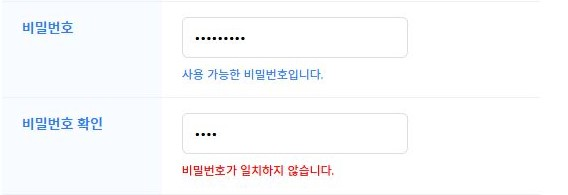 비밀번호
•••••••••
사용 가능한 비밀번호입니다.
비밀번호 확인
••••
비밀번호가 일치하지 않습니다.